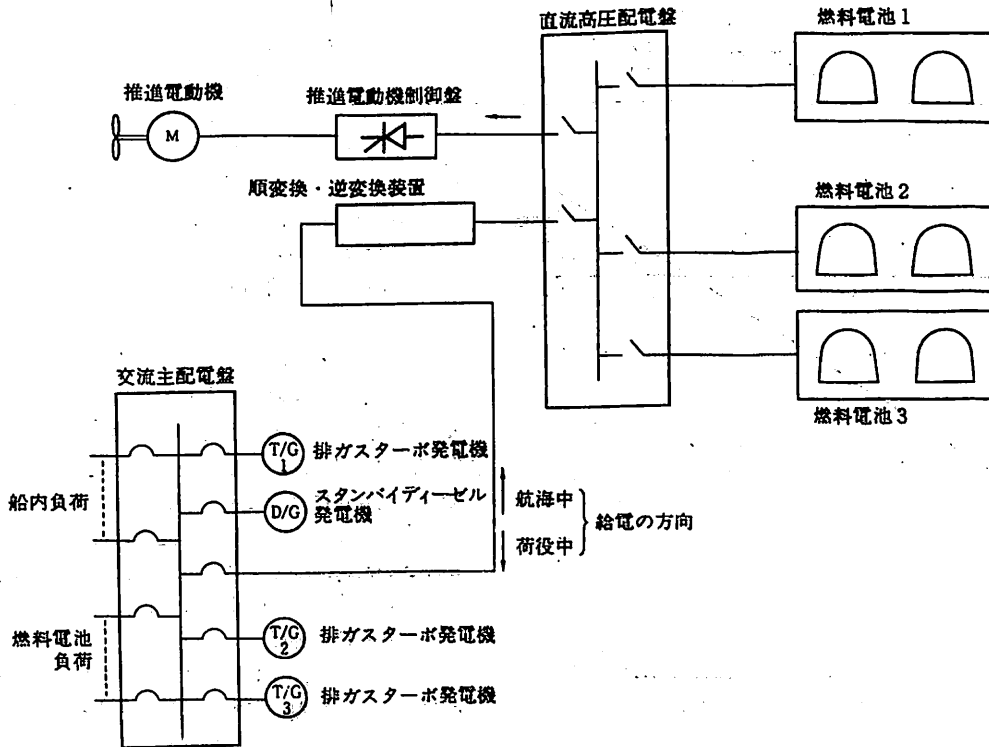 直流高圧配電盤
燃料電池1
推進電動機
推進電動機制御盤
M
順変換・逆変換装置
燃料電池2
燃料電池3
交流主配電盤
T/G
1
排ガスターボ発電機
船内負荷
D/G
スタンバイディーゼル
発電機
航海中
荷役中
給電の方向
燃料電池
負荷
T/G
2
排ガスターボ発電機
T/G
3
排ガスターボ発電機